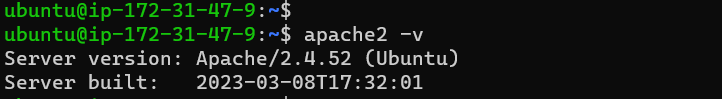 ubuntu@ip-172-31-47-9:~$
ubuntu@ip-172-31-47-9:~$ apache2 -v
Server version: Apache/2.4.52 (Ubuntu)
Server built:   2023-03-08T17:32:01